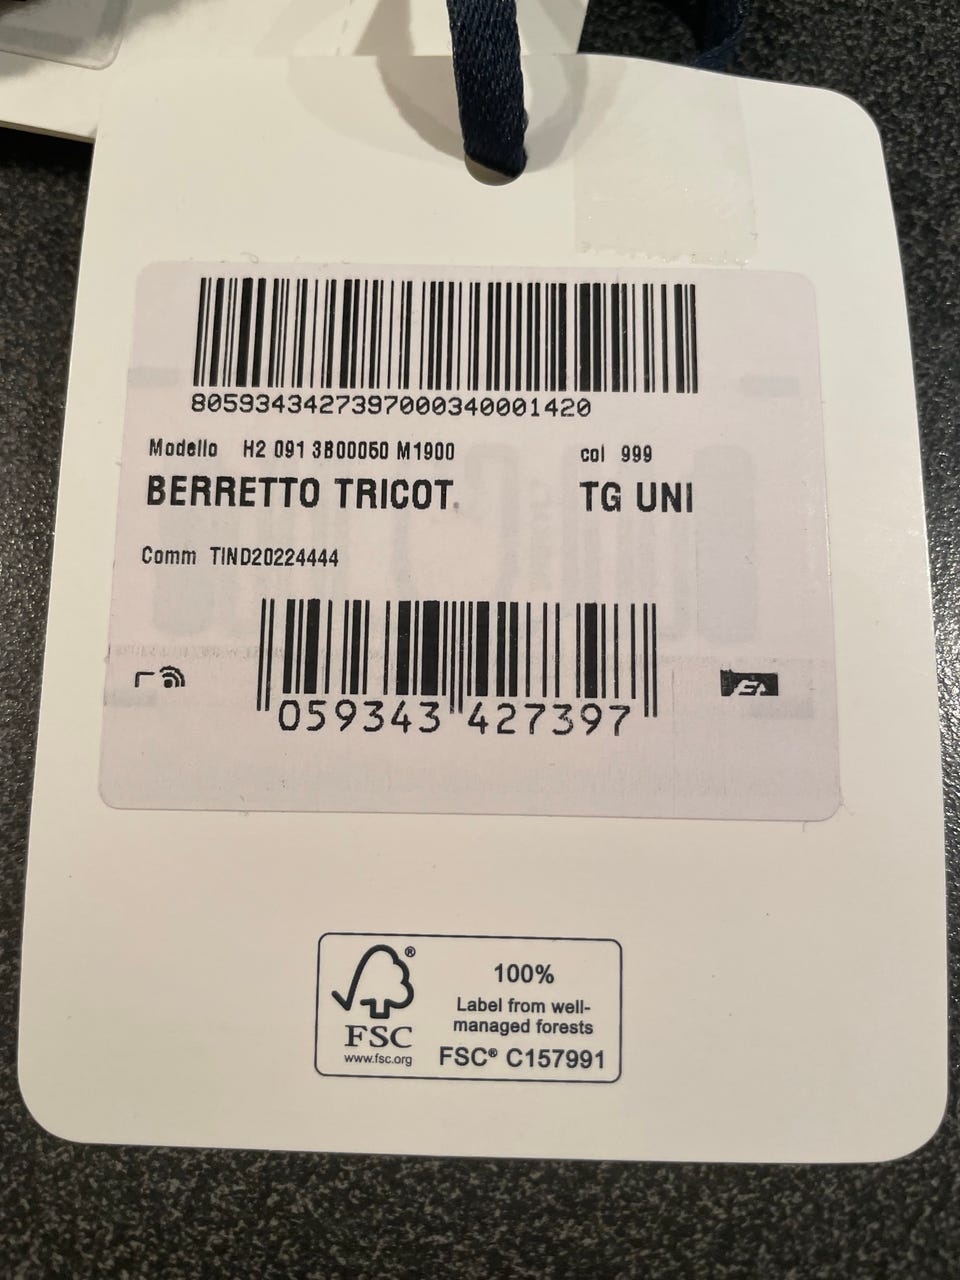 8059343427397000340001420
Modello H2 091 3B00050 M1900 col 999
BERRETTO TRICOT. TG UNI
Comm TIND20224444
059343 427397
100%
Label from well-
managed forests
FSC® C157991
®
FSC
www.fsc.org